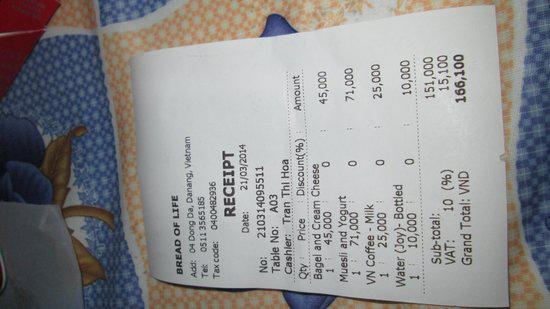 BREAD OF LIFE
Add: 04 Dong Da, Danang, Vietnam
Tel: 05113565185
Tax code: 0400482936
RECEIPT
Date: 21/03/2014
No: 210314095511
Table No: A03
Cashier: Tran Thi Hoa
Qty : Price : Discount(%) : Amount
Bagel and Cream Cheese
1 : 45,000 : 0 : 45,000
Muesli and Yogurt
1 : 71,000 : 0 : 71,000
VN Coffee - Milk
1 : 25,000 : 0 : 25,000
Water (Joy)- Bottled
1 : 10,000 : 0 : 10,000
Sub-total: 151,000
VAT: 10 (%) 15,100
Grand Total: VND 166,100